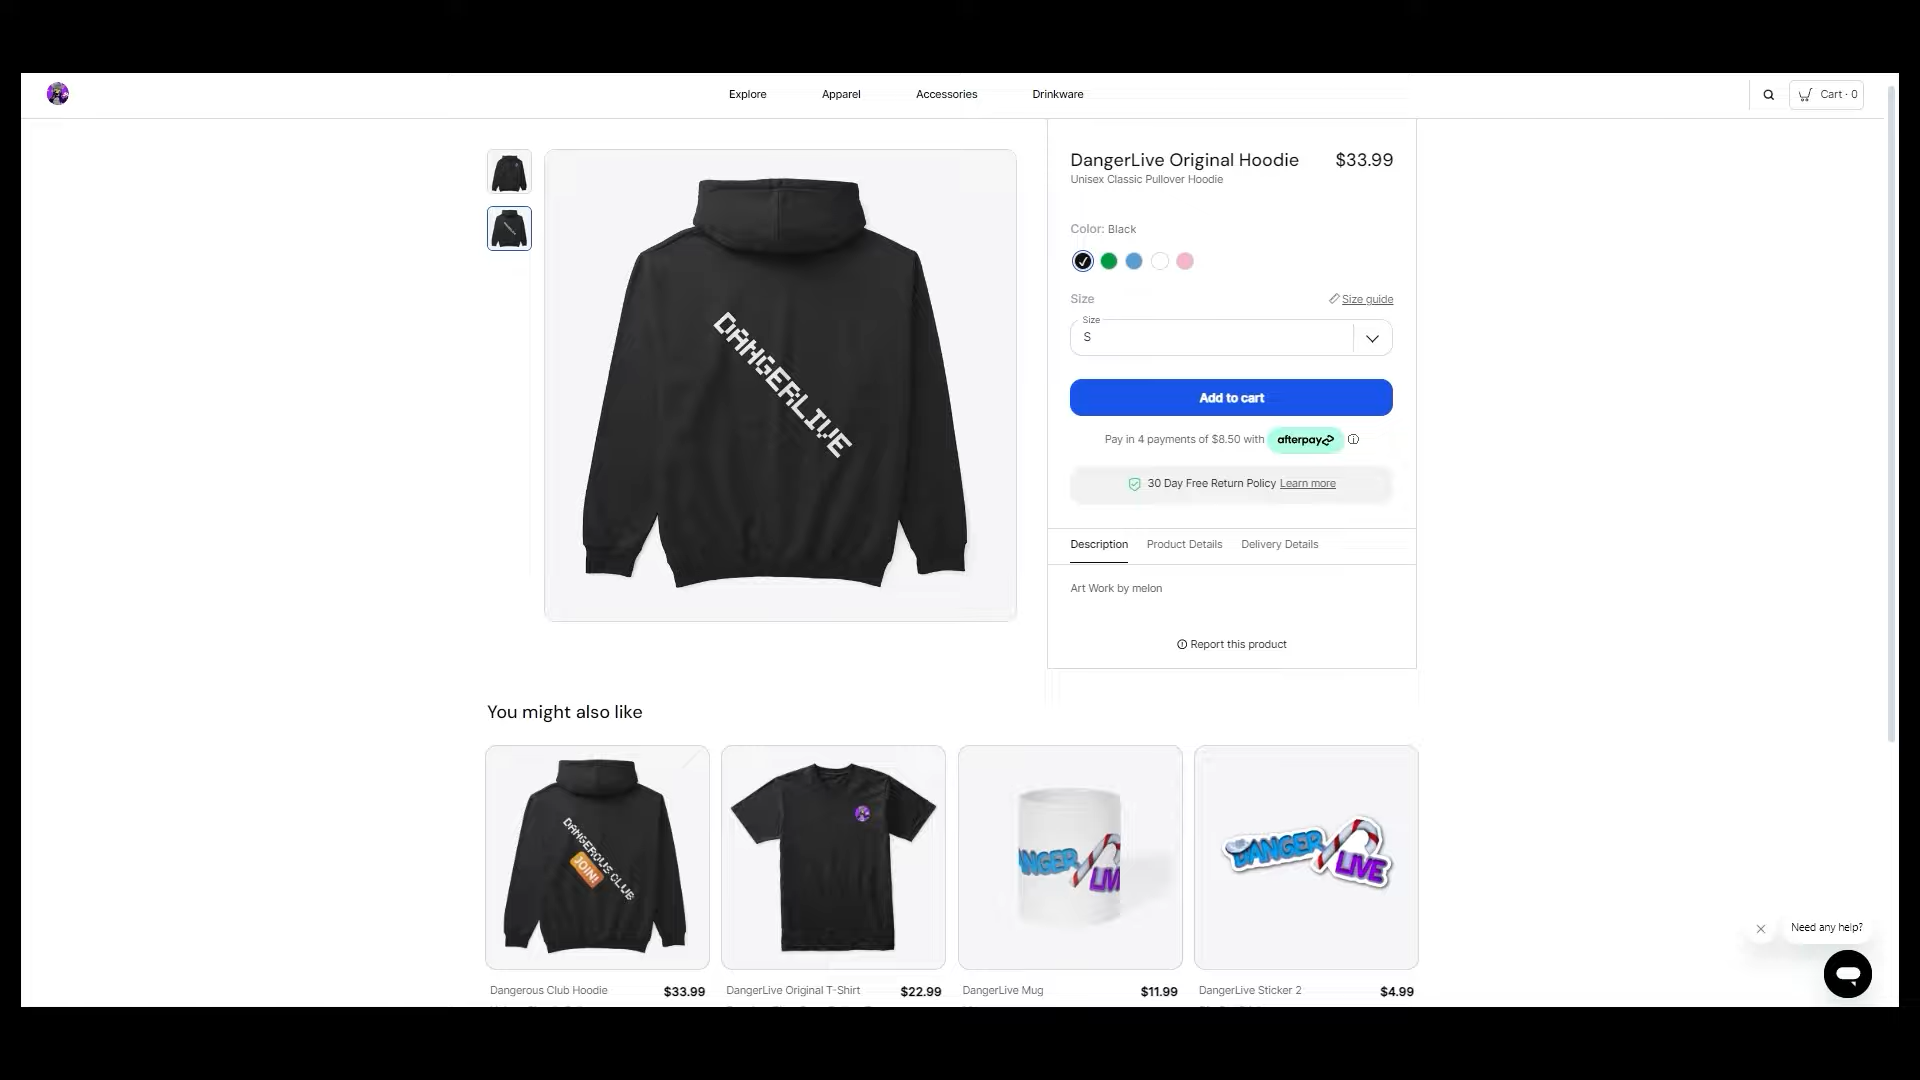 Explore
Apparel
Accessories
Drinkware
Cart · 0
DangerLive Original Hoodie
$33.99
Unisex Classic Pullover Hoodie
Color: Black
Size
Size guide
Size
S
Add to cart
Pay in 4 payments of $8.50 with afterpay
30 Day Free Return Policy Learn more
Description
Product Details
Delivery Details
Art Work by melon
Report this product
DANGERLIVE
You might also like
DANGEROUS CLUB
JOIN!
ANGER
LIV
DANGER
LIVE
Dangerous Club Hoodie
$33.99
DangerLive Original T-Shirt
$22.99
DangerLive Mug
$11.99
DangerLive Sticker 2
$4.99
Need any help?